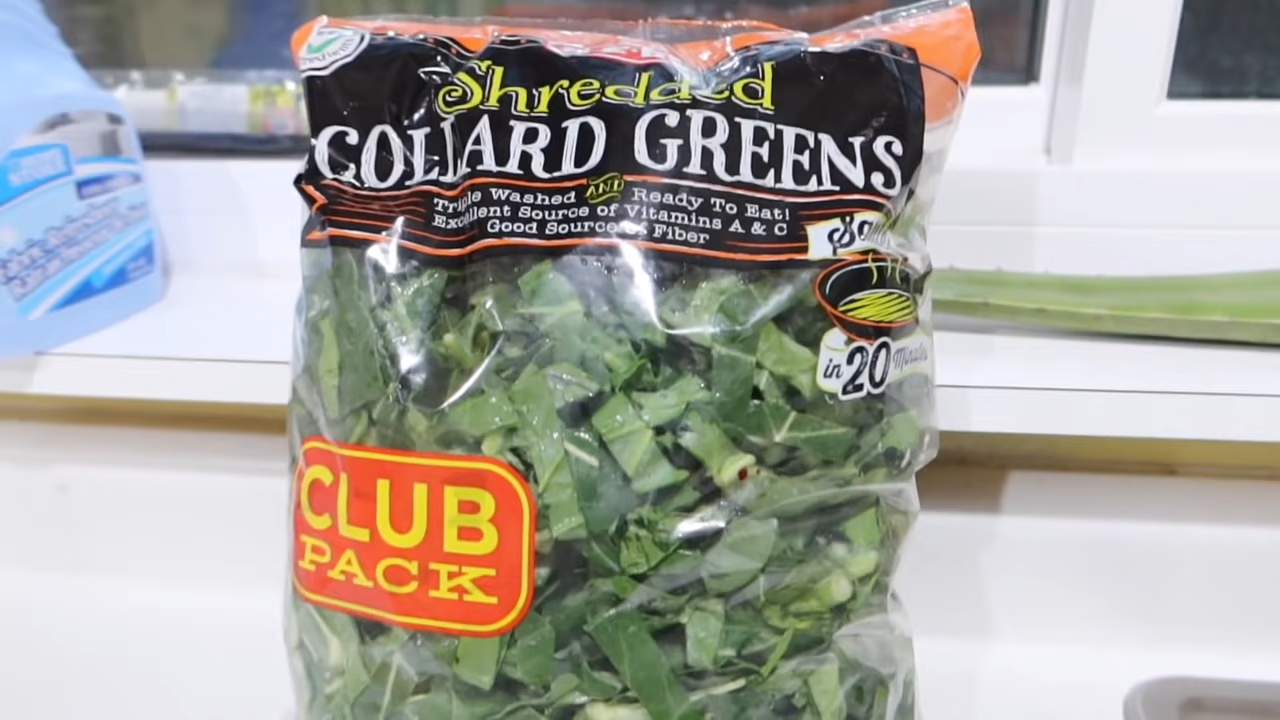 Shredded
COLLARD GREENS
Triple Washed AND Ready To Eat!
Excellent Source of Vitamins A & C
Good Source of Fiber
in 20 Minutes
CLUB
PACK